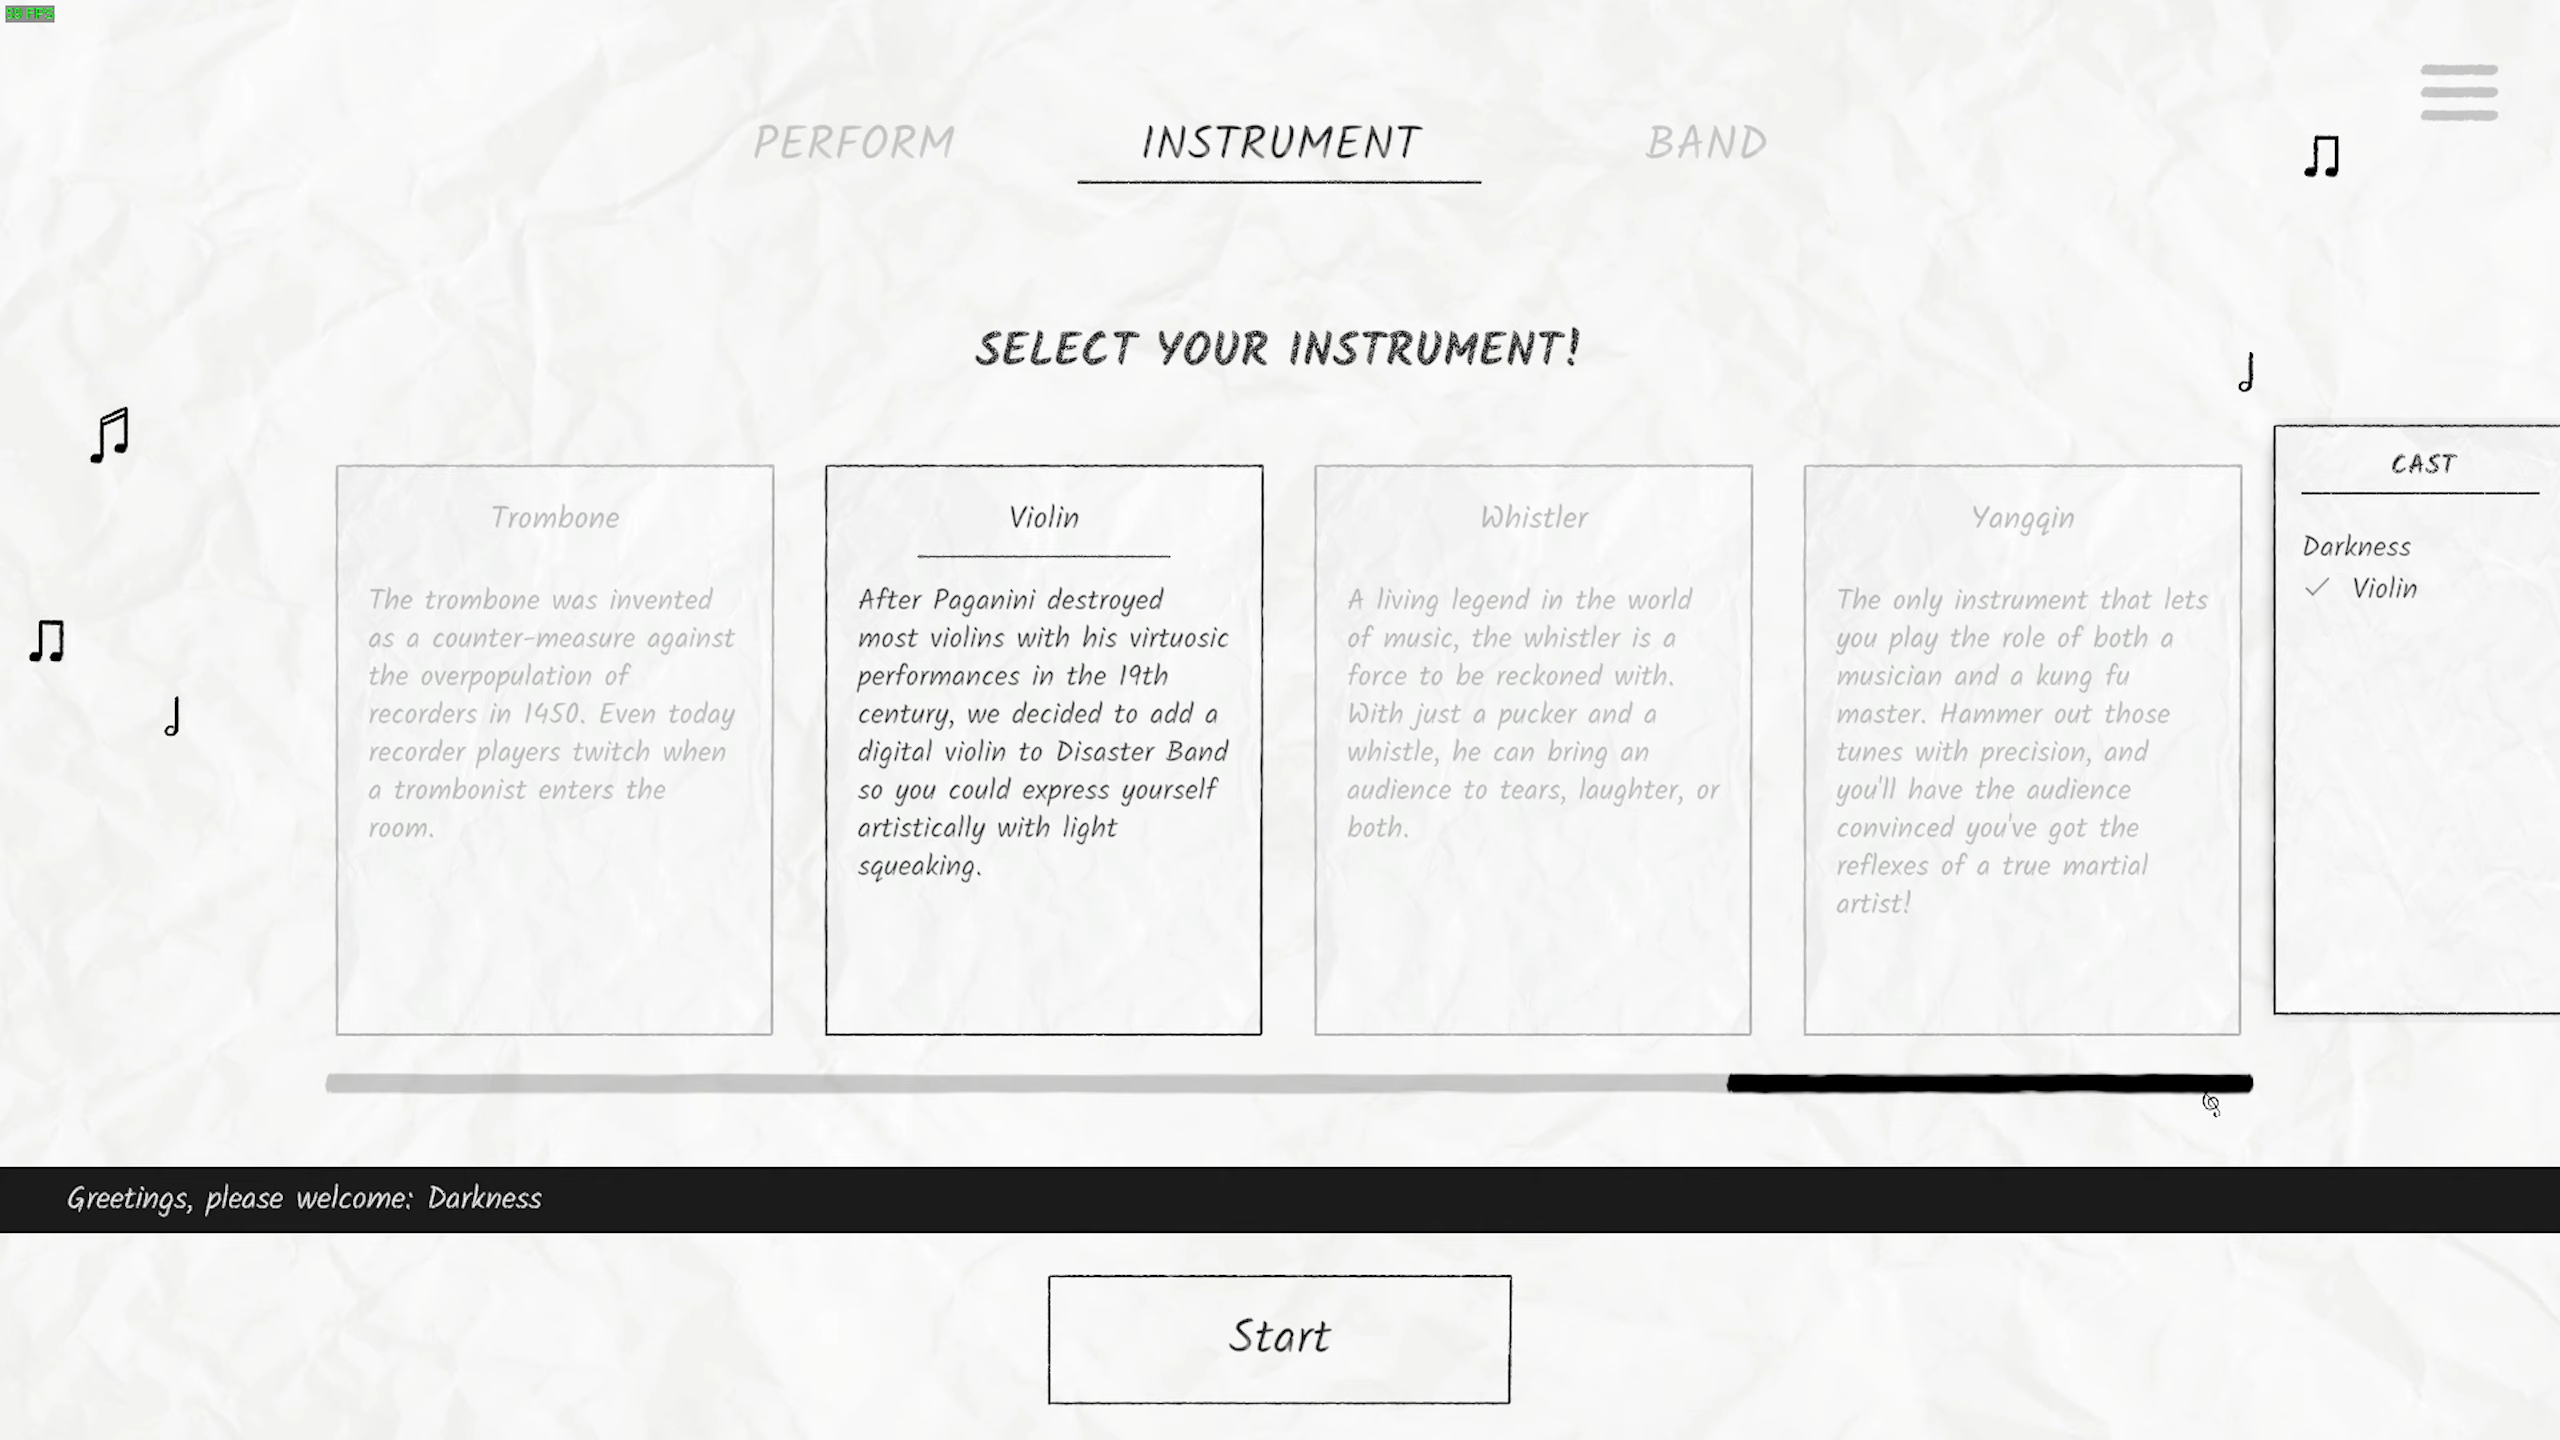 PERFORM
INSTRUMENT
BAND
SELECT YOUR INSTRUMENT!
Trombone
The trombone was invented
as a counter-measure against
the overpopulation of
recorders in 1450. Even today
recorder players twitch when
a trombonist enters the
room.
Violin
After Paganini destroyed
most violins with his virtuosic
performances in the 19th
century, we decided to add a
digital violin to Disaster Band
so you could express yourself
artistically with light
squeaking.
Whistler
A living legend in the world
of music, the whistler is a
force to be reckoned with.
With just a pucker and a
whistle, he can bring an
audience to tears, laughter, or
both.
Yangqin
The only instrument that lets
you play the role of both a
musician and a kung fu
master. Hammer out those
tunes with precision, and
you'll have the audience
convinced you've got the
reflexes of a true martial
artist!
CAST
Darkness
Violin
Greetings, please welcome: Darkness
Start